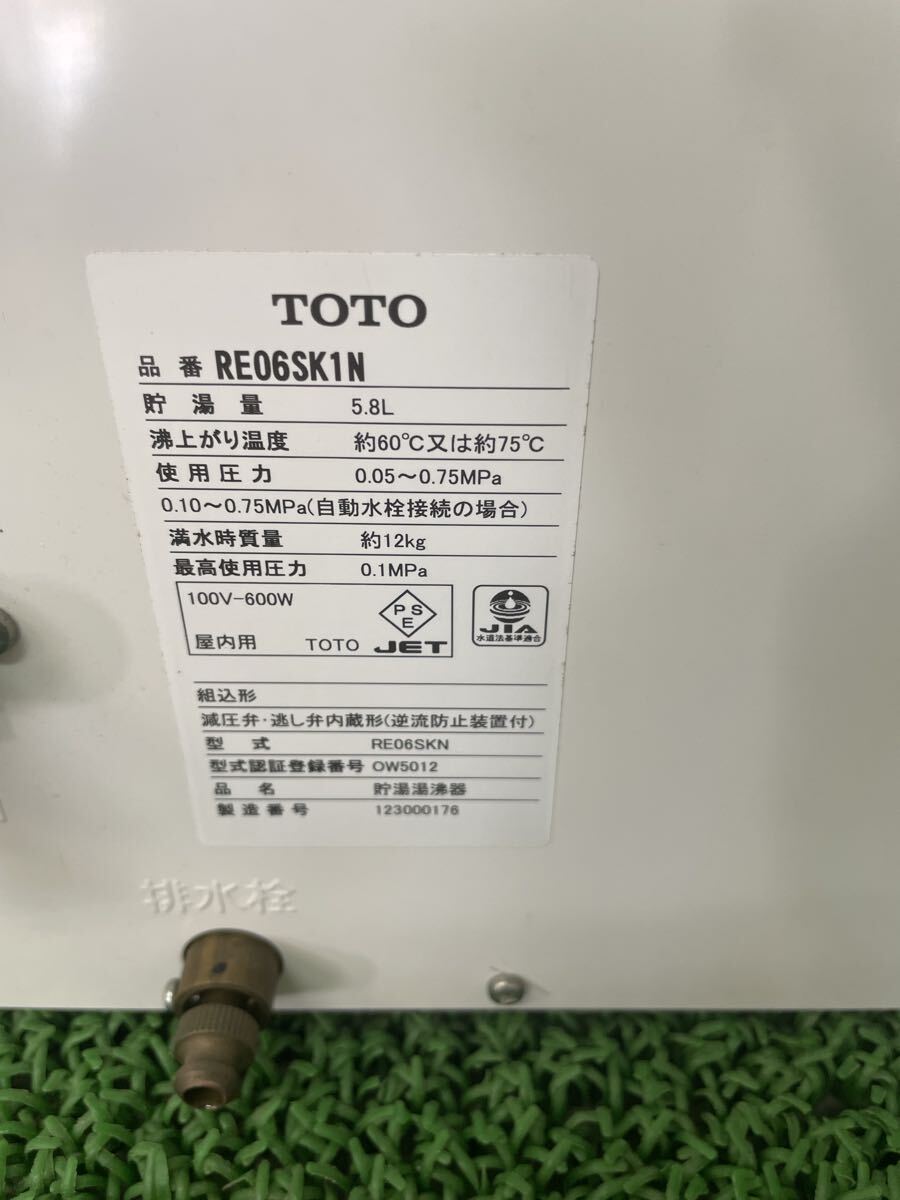 TOTO
品番 RE06SK1N
貯湯量 5.8L
沸上がり温度 約60℃又は約75℃
使用圧力 0.05～0.75MPa
0.10～0.75MPa(自動水栓接続の場合)
満水時質量 約12kg
最高使用圧力 0.1MPa
100V-600W
PSE
屋内用 TOTO JET
JIA
水道法基準適合
組込形
減圧弁・逃し弁内蔵形(逆流防止装置付)
型式 RE06SKN
型式認証登録番号 OW5012
品名 貯湯湯沸器
製造番号 123000176
排水栓